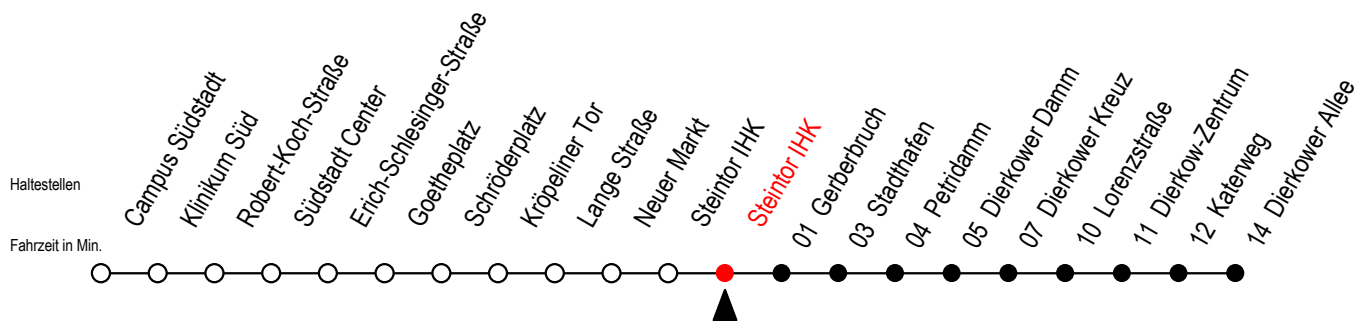 Haltestellen
Fahrzeit in Min.
Campus Südstadt
Klinikum Süd
Robert-Koch-Straße
Südstadt Center
Erich-Schlesinger-Straße
Goetheplatz
Schröderplatz
Kröpeliner Tor
Lange Straße
Neuer Markt
Steintor IHK
Steintor IHK
01 Gerberbruch
03 Stadthafen
04 Petridamm
05 Dierkower Damm
07 Dierkower Kreuz
10 Lorenzstraße
11 Dierkow-Zentrum
12 Katerweg
14 Dierkower Allee